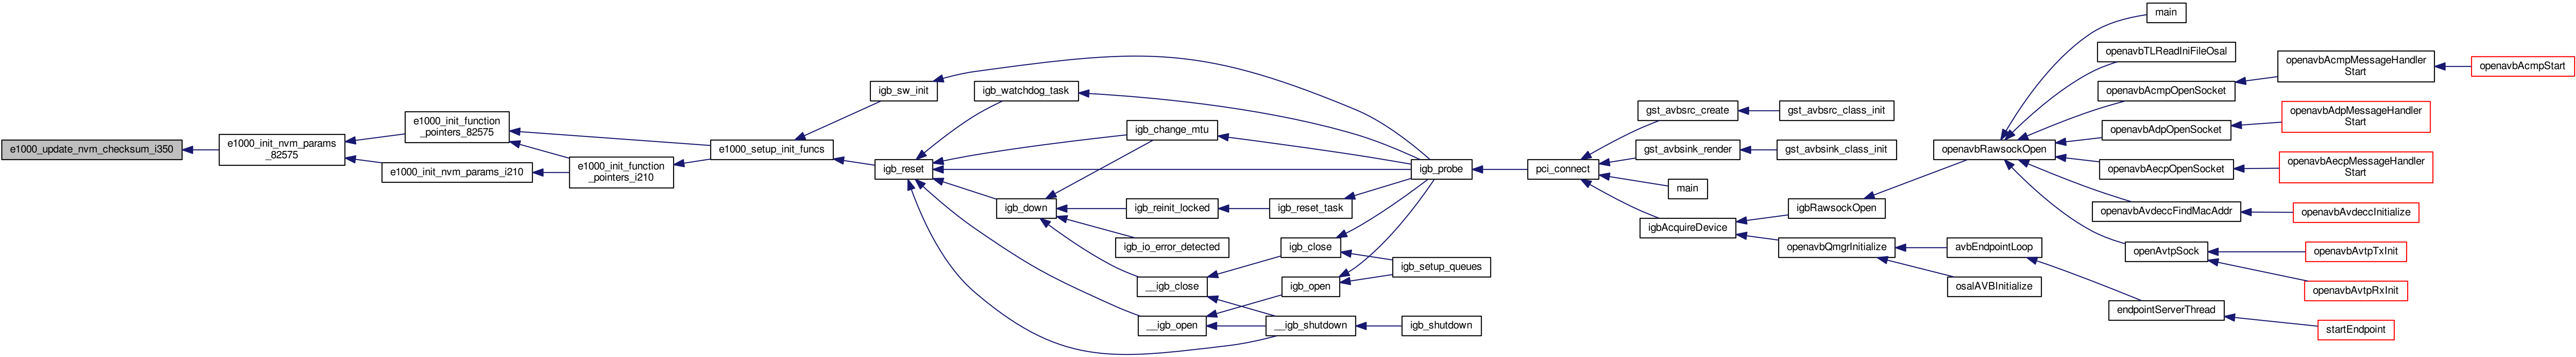 e1000_update_nvm_checksum_i350
e1000_init_nvm_params
_82575
e1000_init_function
_pointers_82575
e1000_init_nvm_params_i210
e1000_init_function
_pointers_i210
e1000_setup_init_funcs
igb_sw_init
igb_reset
igb_watchdog_task
igb_change_mtu
igb_down
igb_reinit_locked
igb_io_error_detected
__igb_close
__igb_open
igb_reset_task
igb_close
igb_open
__igb_shutdown
igb_probe
igb_setup_queues
igb_shutdown
pci_connect
gst_avbsrc_create
gst_avbsink_render
main
igbAcquireDevice
gst_avbsrc_class_init
gst_avbsink_class_init
igbRawsockOpen
openavbQmgrInitialize
avbEndpointLoop
osalAVBInitialize
openavbRawsockOpen
main
openavbTLReadIniFileOsal
openavbAcmpOpenSocket
openavbAdpOpenSocket
openavbAecpOpenSocket
openavbAvdeccFindMacAddr
openAvtpSock
endpointServerThread
openavbAcmpMessageHandler
Start
openavbAdpMessageHandler
Start
openavbAecpMessageHandler
Start
openavbAvdeccInitialize
openavbAvtpTxInit
openavbAvtpRxInit
startEndpoint
openavbAcmpStart